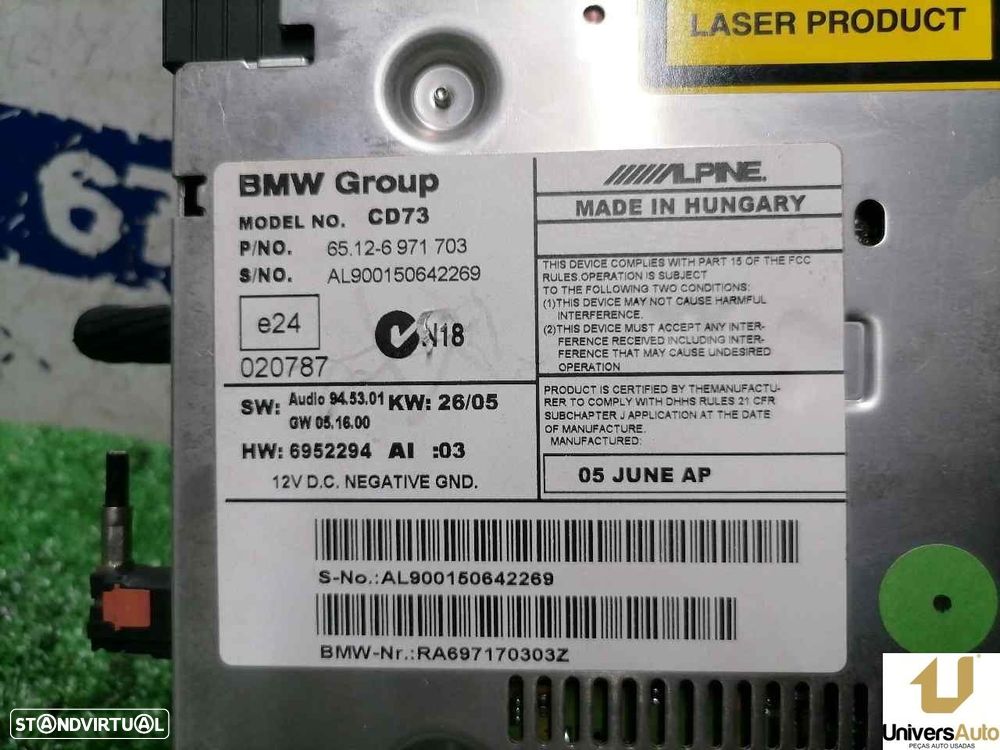 LASER PRODUCT
67
BMW Group
MODEL NO. CD73
P/NO. 65.12-6 971 703
S/NO. AL900150642269
e24
020787
N18
SW: Audio 94.53.01 KW: 26/05
GW 05.16.00
HW: 6952294 AI :03
12V D.C. NEGATIVE GND.
ALPINE.
MADE IN HUNGARY
THIS DEVICE COMPLIES WITH PART 15 OF THE FCC
RULES.OPERATION IS SUBJECT
TO THE FOLLOWING TWO CONDITIONS:
(1)THIS DEVICE MAY NOT CAUSE HARMFUL
INTERFERENCE.
(2)THIS DEVICE MUST ACCEPT ANY INTER-
FERENCE RECEIVED INCLUDING INTER-
FERENCE THAT MAY CAUSE UNDESIRED
OPERATION
PRODUCT IS CERTIFIED BY THEMANUFACTU-
RER TO COMPLY WITH DHHS RULES 21 CFR
SUBCHAPTER J APPLICATION AT THE DATE
OF MANUFACTURE.
MANUFACTURED:
05 JUNE AP
S-No.:AL900150642269
BMW-Nr.:RA697170303Z
STANDVIRTUAL
UniversAuto
PEÇAS AUTO USADAS